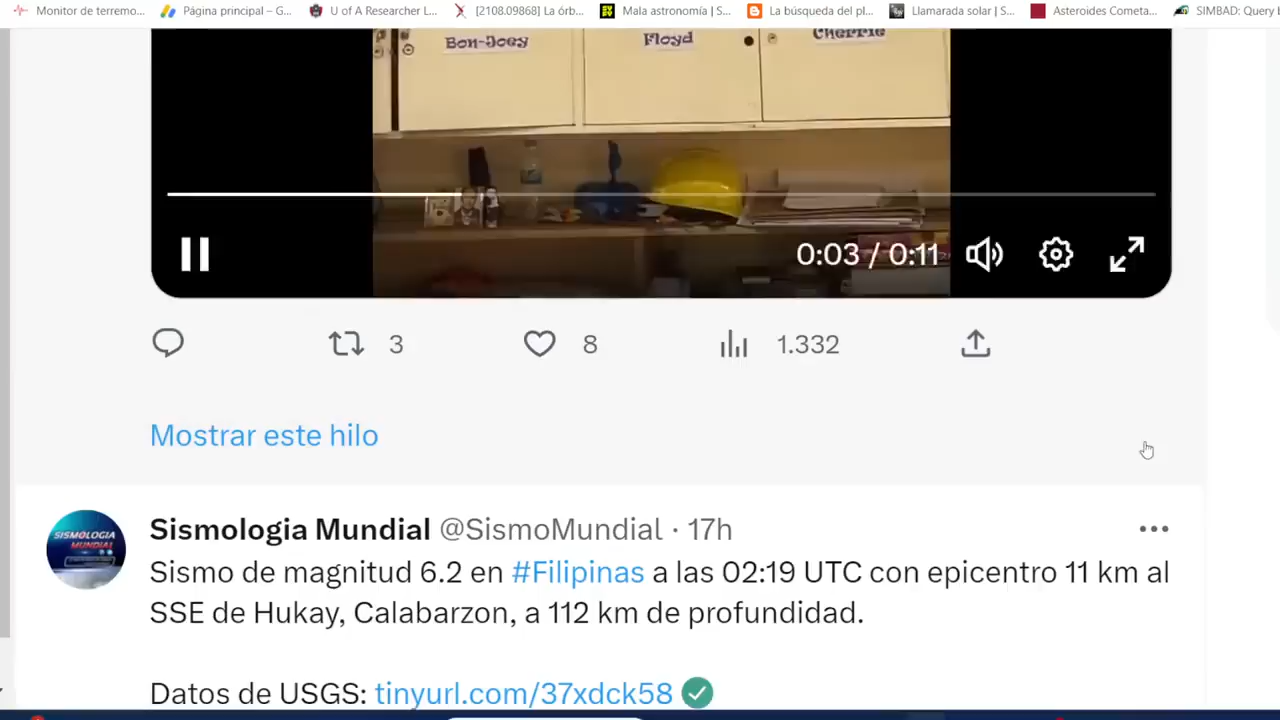 Monitor de terremo...
Página principal – G...
U of A Researcher L...
[2108.09868] La órb...
Mala astronomía | S...
La búsqueda del pl...
Llamarada solar | S...
Asteroides Cometa...
SIMBAD: Query I
Bon-Joey
Floyd
Cherrie
0:03 / 0:11
3
8
1.332
Mostrar este hilo
Sismologia Mundial @SismoMundial · 17h
Sismo de magnitud 6.2 en #Filipinas a las 02:19 UTC con epicentro 11 km al
SSE de Hukay, Calabarzon, a 112 km de profundidad.
Datos de USGS: tinyurl.com/37xdck58
SISMOLOGIA
MUNDIAL